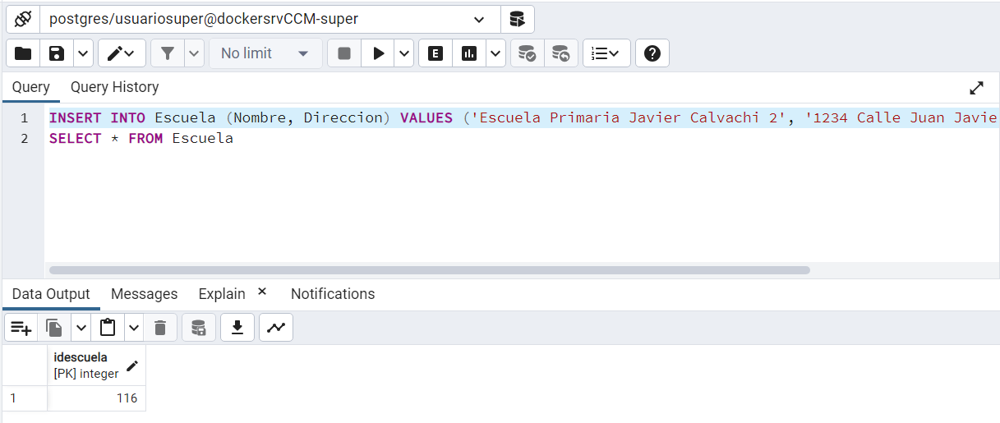 postgres/usuariosuper@dockersrvCCM-super
No limit
E
Query Query History
1 INSERT INTO Escuela (Nombre, Direccion) VALUES ('Escuela Primaria Javier Calvachi 2', '1234 Calle Juan Javie
2 SELECT * FROM Escuela
Data Output Messages Explain × Notifications
idescuela
[PK] integer
1 116